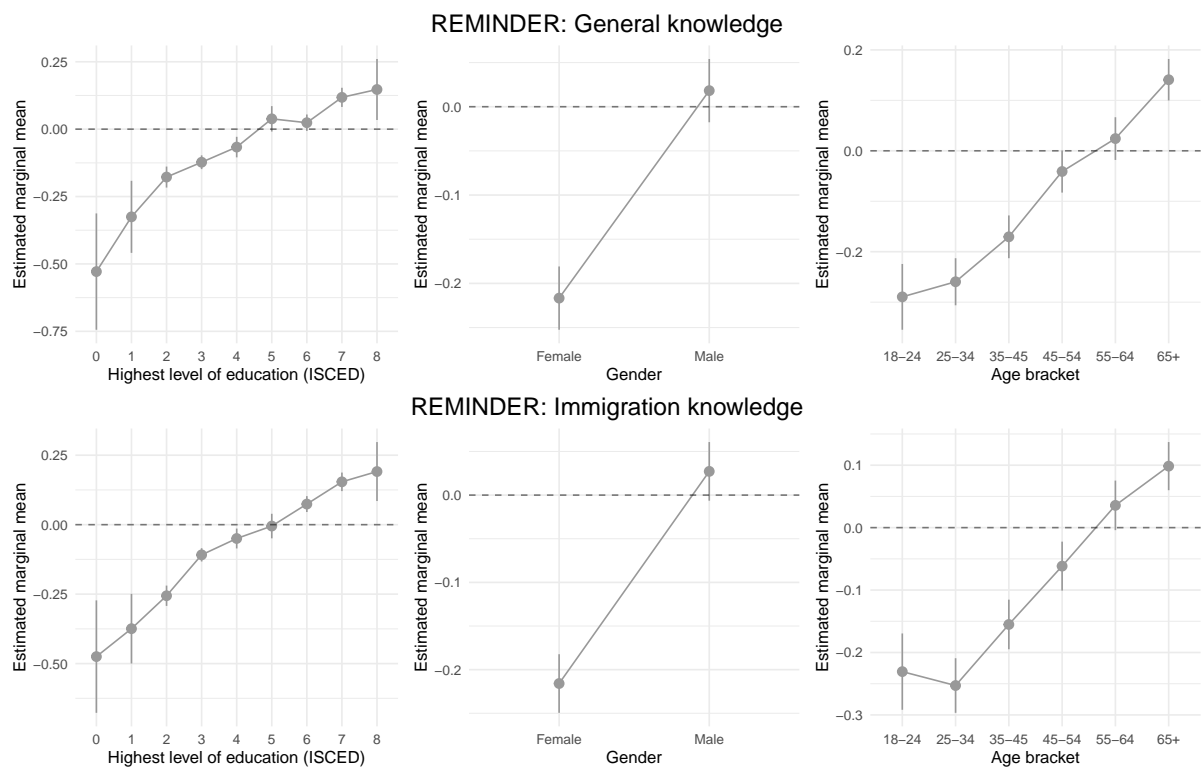 REMINDER: General knowledge
Estimated marginal mean
0.25
0.00
−0.25
−0.50
−0.75
0 1 2 3 4 5 6 7 8
Highest level of education (ISCED)
Estimated marginal mean
0.0
−0.1
−0.2
Female Male
Gender
Estimated marginal mean
0.2
0.0
−0.2
18−24 25−34 35−45 45−54 55−64 65+
Age bracket
REMINDER: Immigration knowledge
Estimated marginal mean
0.25
0.00
−0.25
−0.50
0 1 2 3 4 5 6 7 8
Highest level of education (ISCED)
Estimated marginal mean
0.0
−0.1
−0.2
Female Male
Gender
Estimated marginal mean
0.1
0.0
−0.1
−0.2
−0.3
18−24 25−34 35−45 45−54 55−64 65+
Age bracket